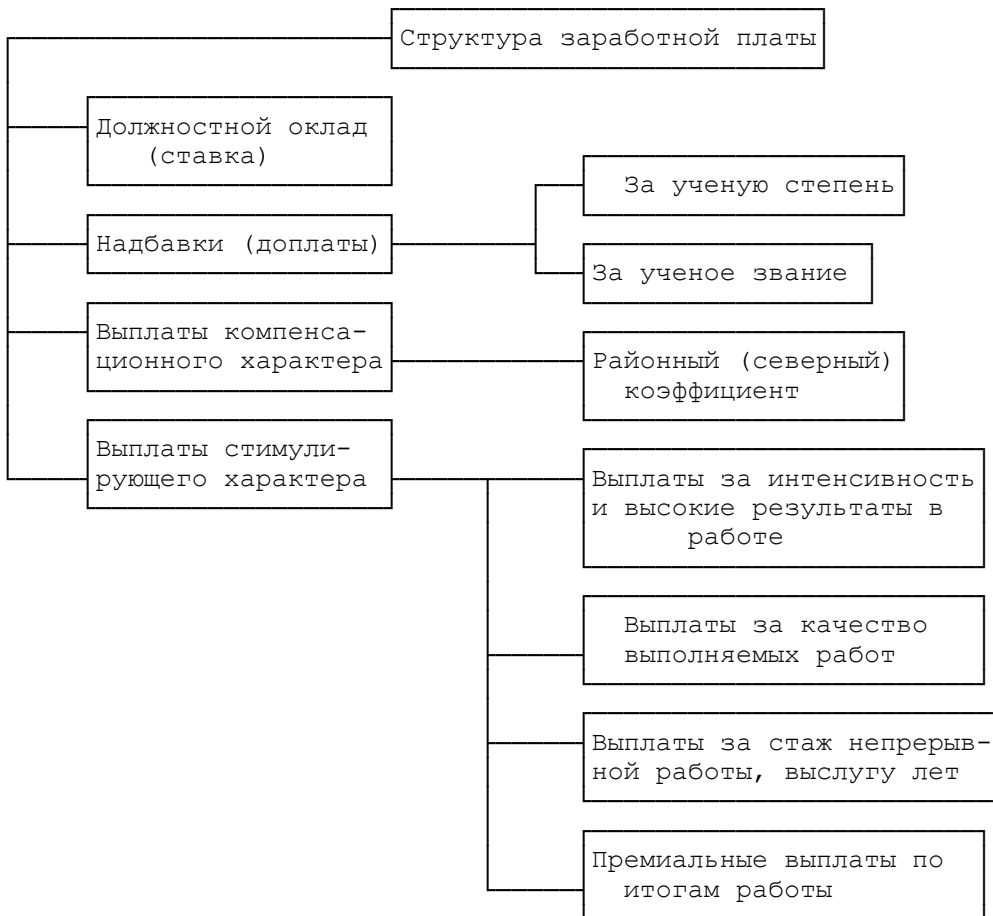 Структура заработной платы
Должностной оклад
(ставка)
За ученую степень
Надбавки (доплаты)
За ученое звание
Выплаты компенса-
ционного характера
Районный (северный)
коэффициент
Выплаты стимули-
рующего характера
Выплаты за интенсивность
и высокие результаты в
работе
Выплаты за качество
выполняемых работ
Выплаты за стаж непрерыв-
ной работы, выслугу лет
Премиальные выплаты по
итогам работы